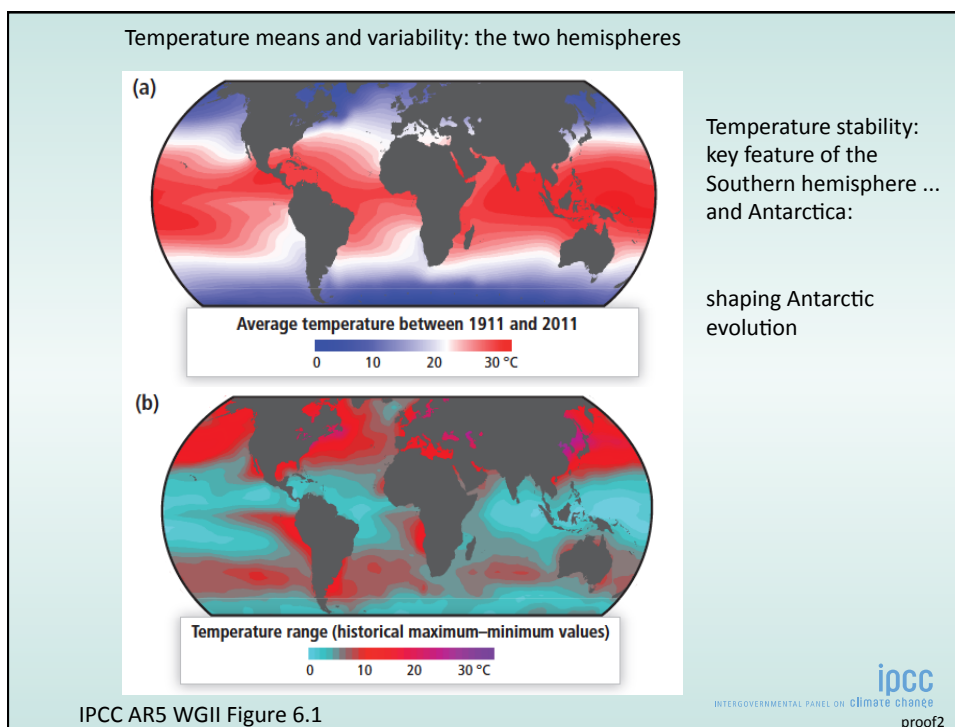 Temperature means and variability: the two hemispheres
(a)
Average temperature between 1911 and 2011
0 10 20 30 °C
(b)
Temperature range (historical maximum–minimum values)
0 10 20 30 °C
Temperature stability:
key feature of the
Southern hemisphere ...
and Antarctica:
shaping Antarctic
evolution
IPCC AR5 WGII Figure 6.1
ipcc
INTERGOVERNMENTAL PANEL ON climate change
proof2